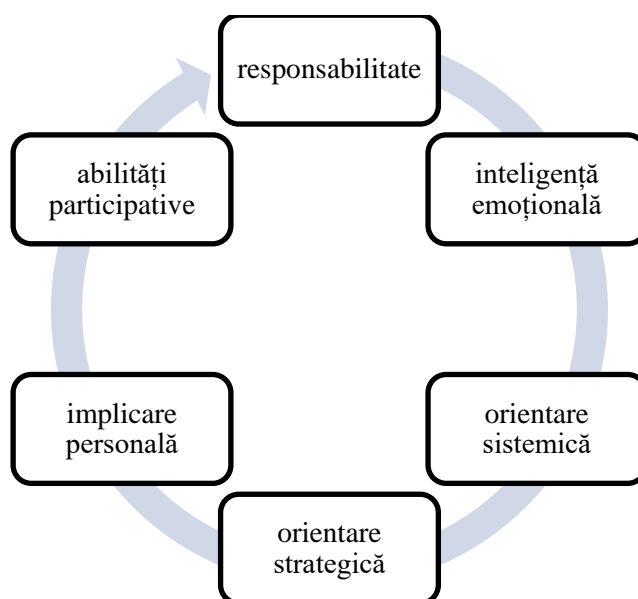 responsabilitate
inteligență
emoțională
orientare
sistemică
orientare
strategică
implicare
personală
abilități
participative